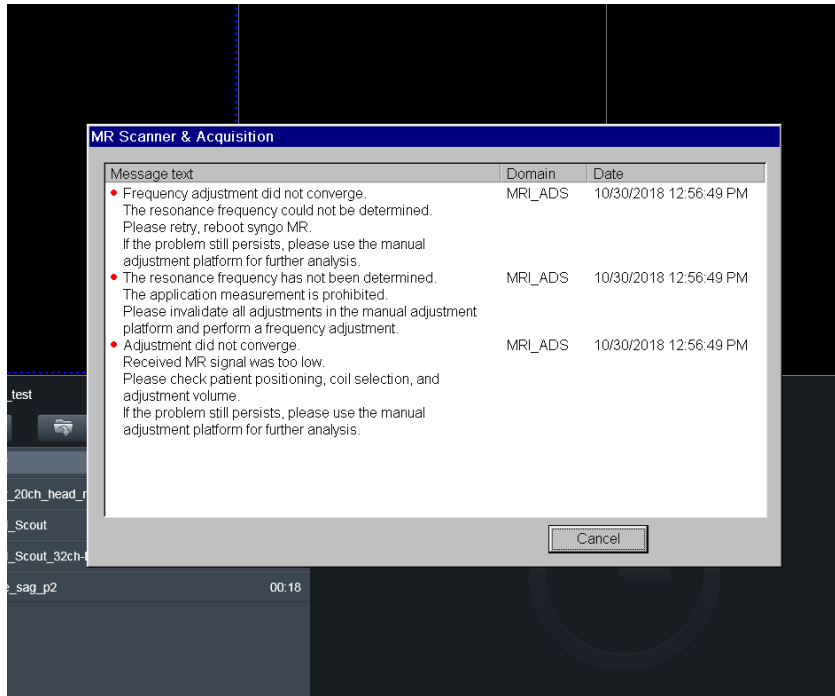 MR Scanner & Acquisition
Message text Domain Date
Frequency adjustment did not converge. MRI_ADS 10/30/2018 12:56:49 PM
The resonance frequency could not be determined.
Please retry, reboot syngo MR.
If the problem still persists, please use the manual
adjustment platform for further analysis.
The resonance frequency has not been determined. MRI_ADS 10/30/2018 12:56:49 PM
The application measurement is prohibited.
Please invalidate all adjustments in the manual adjustment
platform and perform a frequency adjustment.
Adjustment did not converge. MRI_ADS 10/30/2018 12:56:49 PM
Received MR signal was too low.
Please check patient positioning, coil selection, and
adjustment volume.
If the problem still persists, please use the manual
adjustment platform for further analysis.
Cancel
_test
_20ch_head_r
_Scout
_Scout_32ch-
_sag_p2 00:18